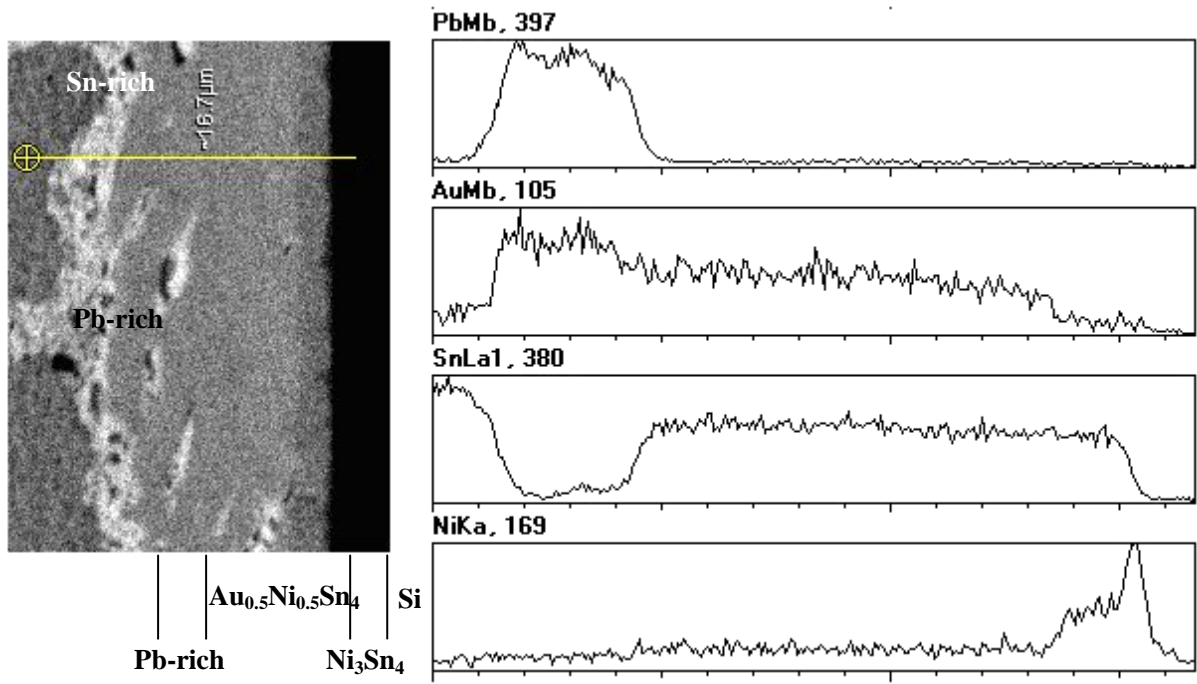 Sn-rich
~16.7µm
Pb-rich
Au0.5Ni0.5Sn4
Si
Pb-rich
Ni3Sn4
PbMb, 397
AuMb, 105
SnLa1, 380
NiKa, 169